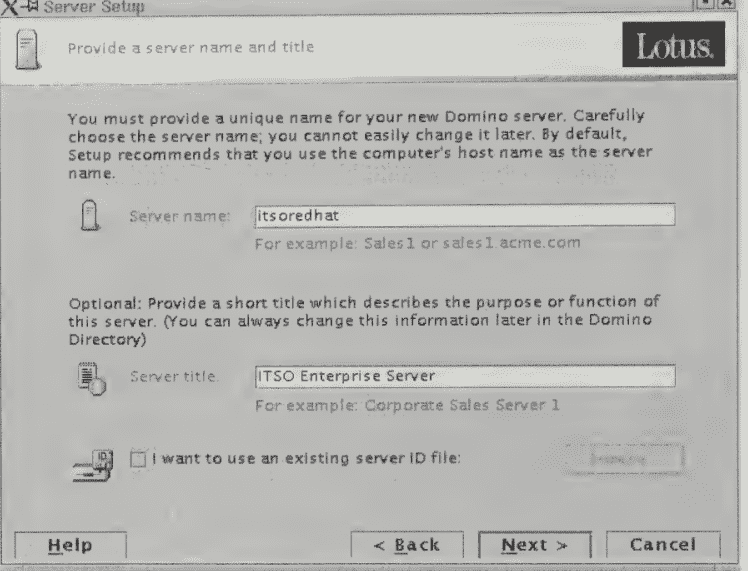 Server Setup
Provide a server name and title
Lotus.
You must provide a unique name for your new Domino server. Carefully
choose the server name; you cannot easily change it later. By default,
Setup recommends that you use the computer's host name as the server
name.
Server name: itsoredhat
For example: Sales1 or sales1.acme.com
Optional: Provide a short title which describes the purpose or function of
this server. (You can always change this information later in the Domino
Directory)
Server title: ITSO Enterprise Server
For example: Corporate Sales Server 1
I want to use an existing server ID file:
Help < Back Next > Cancel